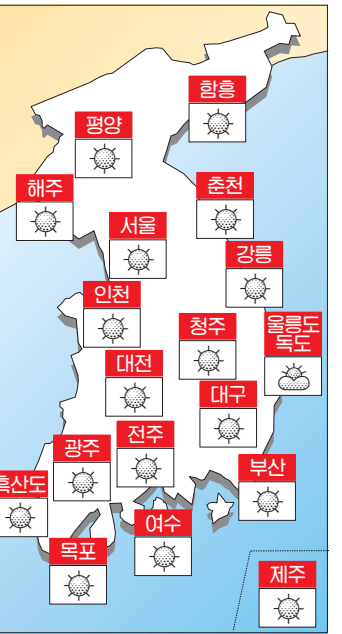 함흥
평양
해주
춘천
서울
강릉
인천
청주
울릉도
독도
대전
대구
전주
광주
부산
흑산도
여수
목포
제주